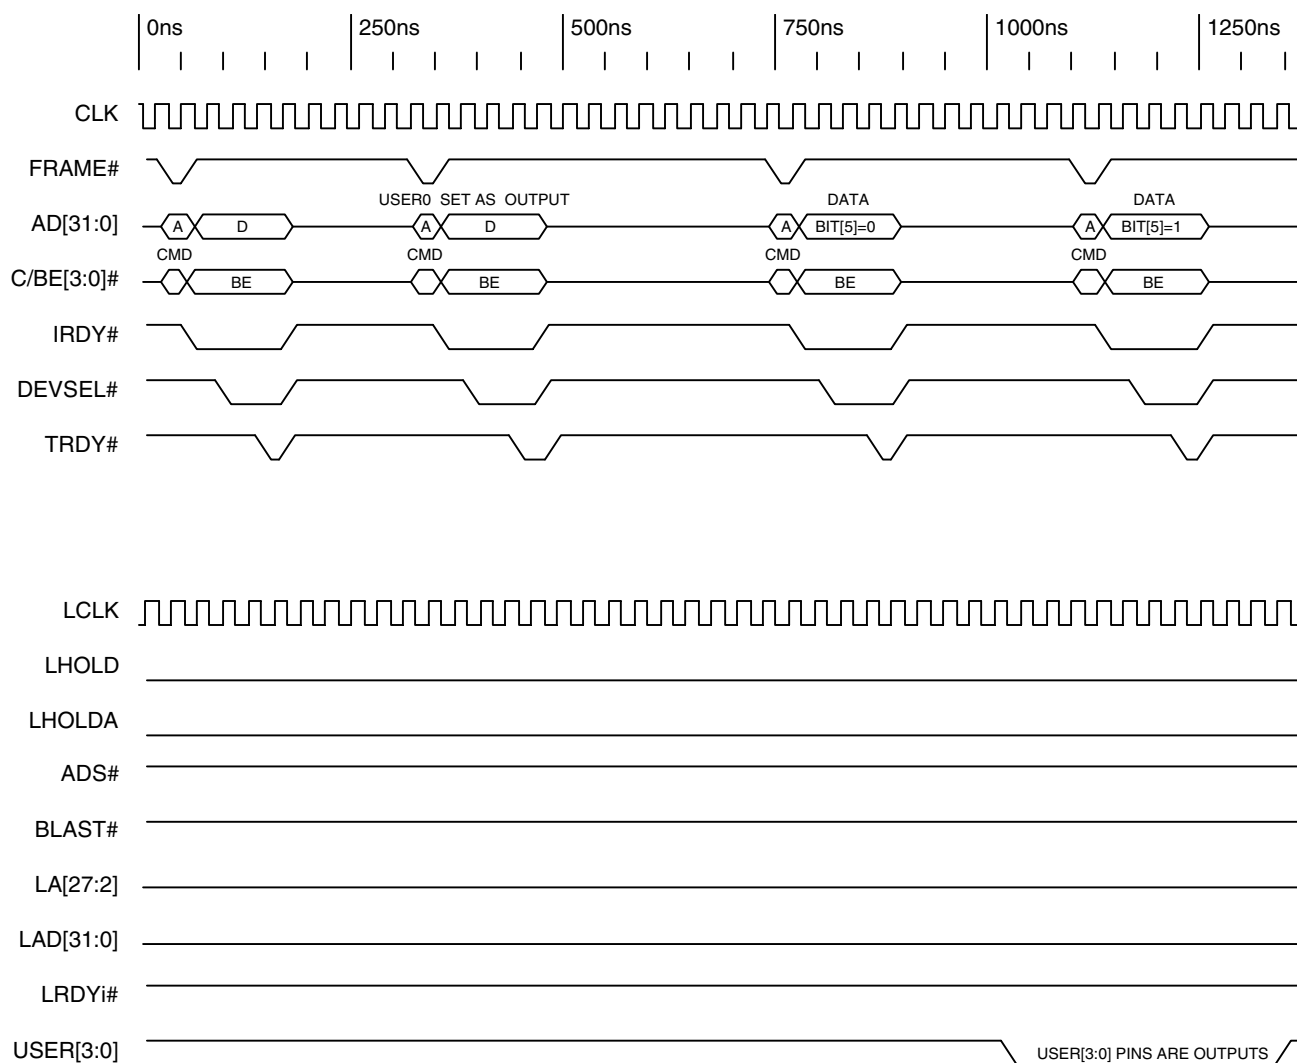 0ns 250ns 500ns 750ns 1000ns 1250ns
CLK
FRAME#
USER0 SET AS OUTPUT DATA DATA
AD[31:0] A D A D A BIT[5]=0 A BIT[5]=1
CMD CMD CMD CMD
C/BE[3:0]# BE BE BE BE
IRDY#
DEVSEL#
TRDY#
LCLK
LHOLD
LHOLDA
ADS#
BLAST#
LA[27:2]
LAD[31:0]
LRDYi#
USER[3:0] USER[3:0] PINS ARE OUTPUTS